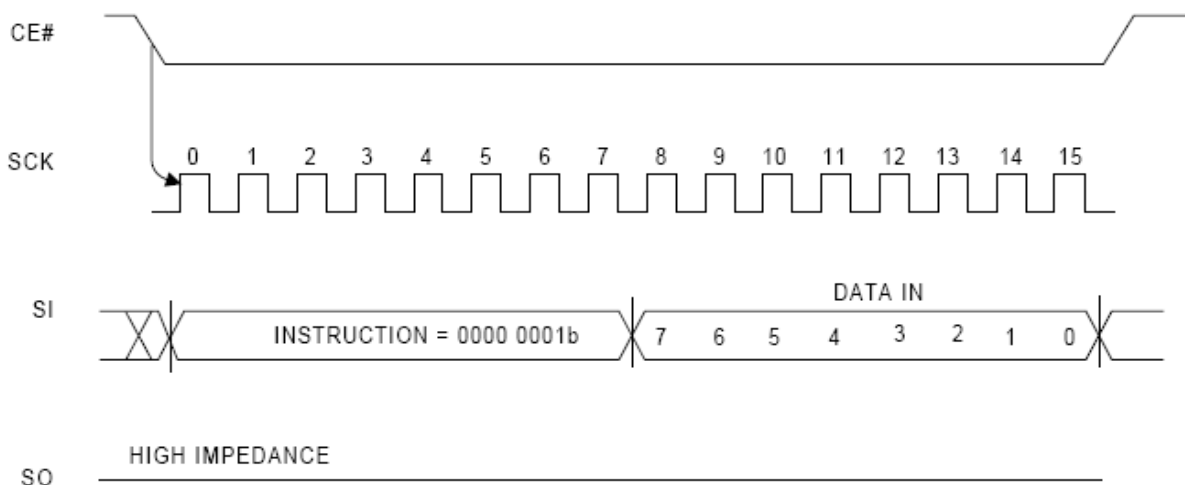 CE#
SCK
0 1 2 3 4 5 6 7 8 9 10 11 12 13 14 15
SI
DATA IN
INSTRUCTION = 0000 0001b
7 6 5 4 3 2 1 0
HIGH IMPEDANCE
SO